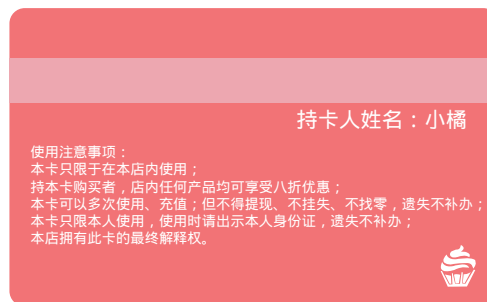 持卡人姓名：小橘
使用注意事项：
本卡只限于在本店内使用；
持本卡购买者，店内任何产品均可享受八折优惠；
本卡可以多次使用、充值；但不得提现、不挂失、不找零，遗失不补办；
本卡只限本人使用，使用时请出示本人身份证，遗失不补办；
本店拥有此卡的最终解释权。